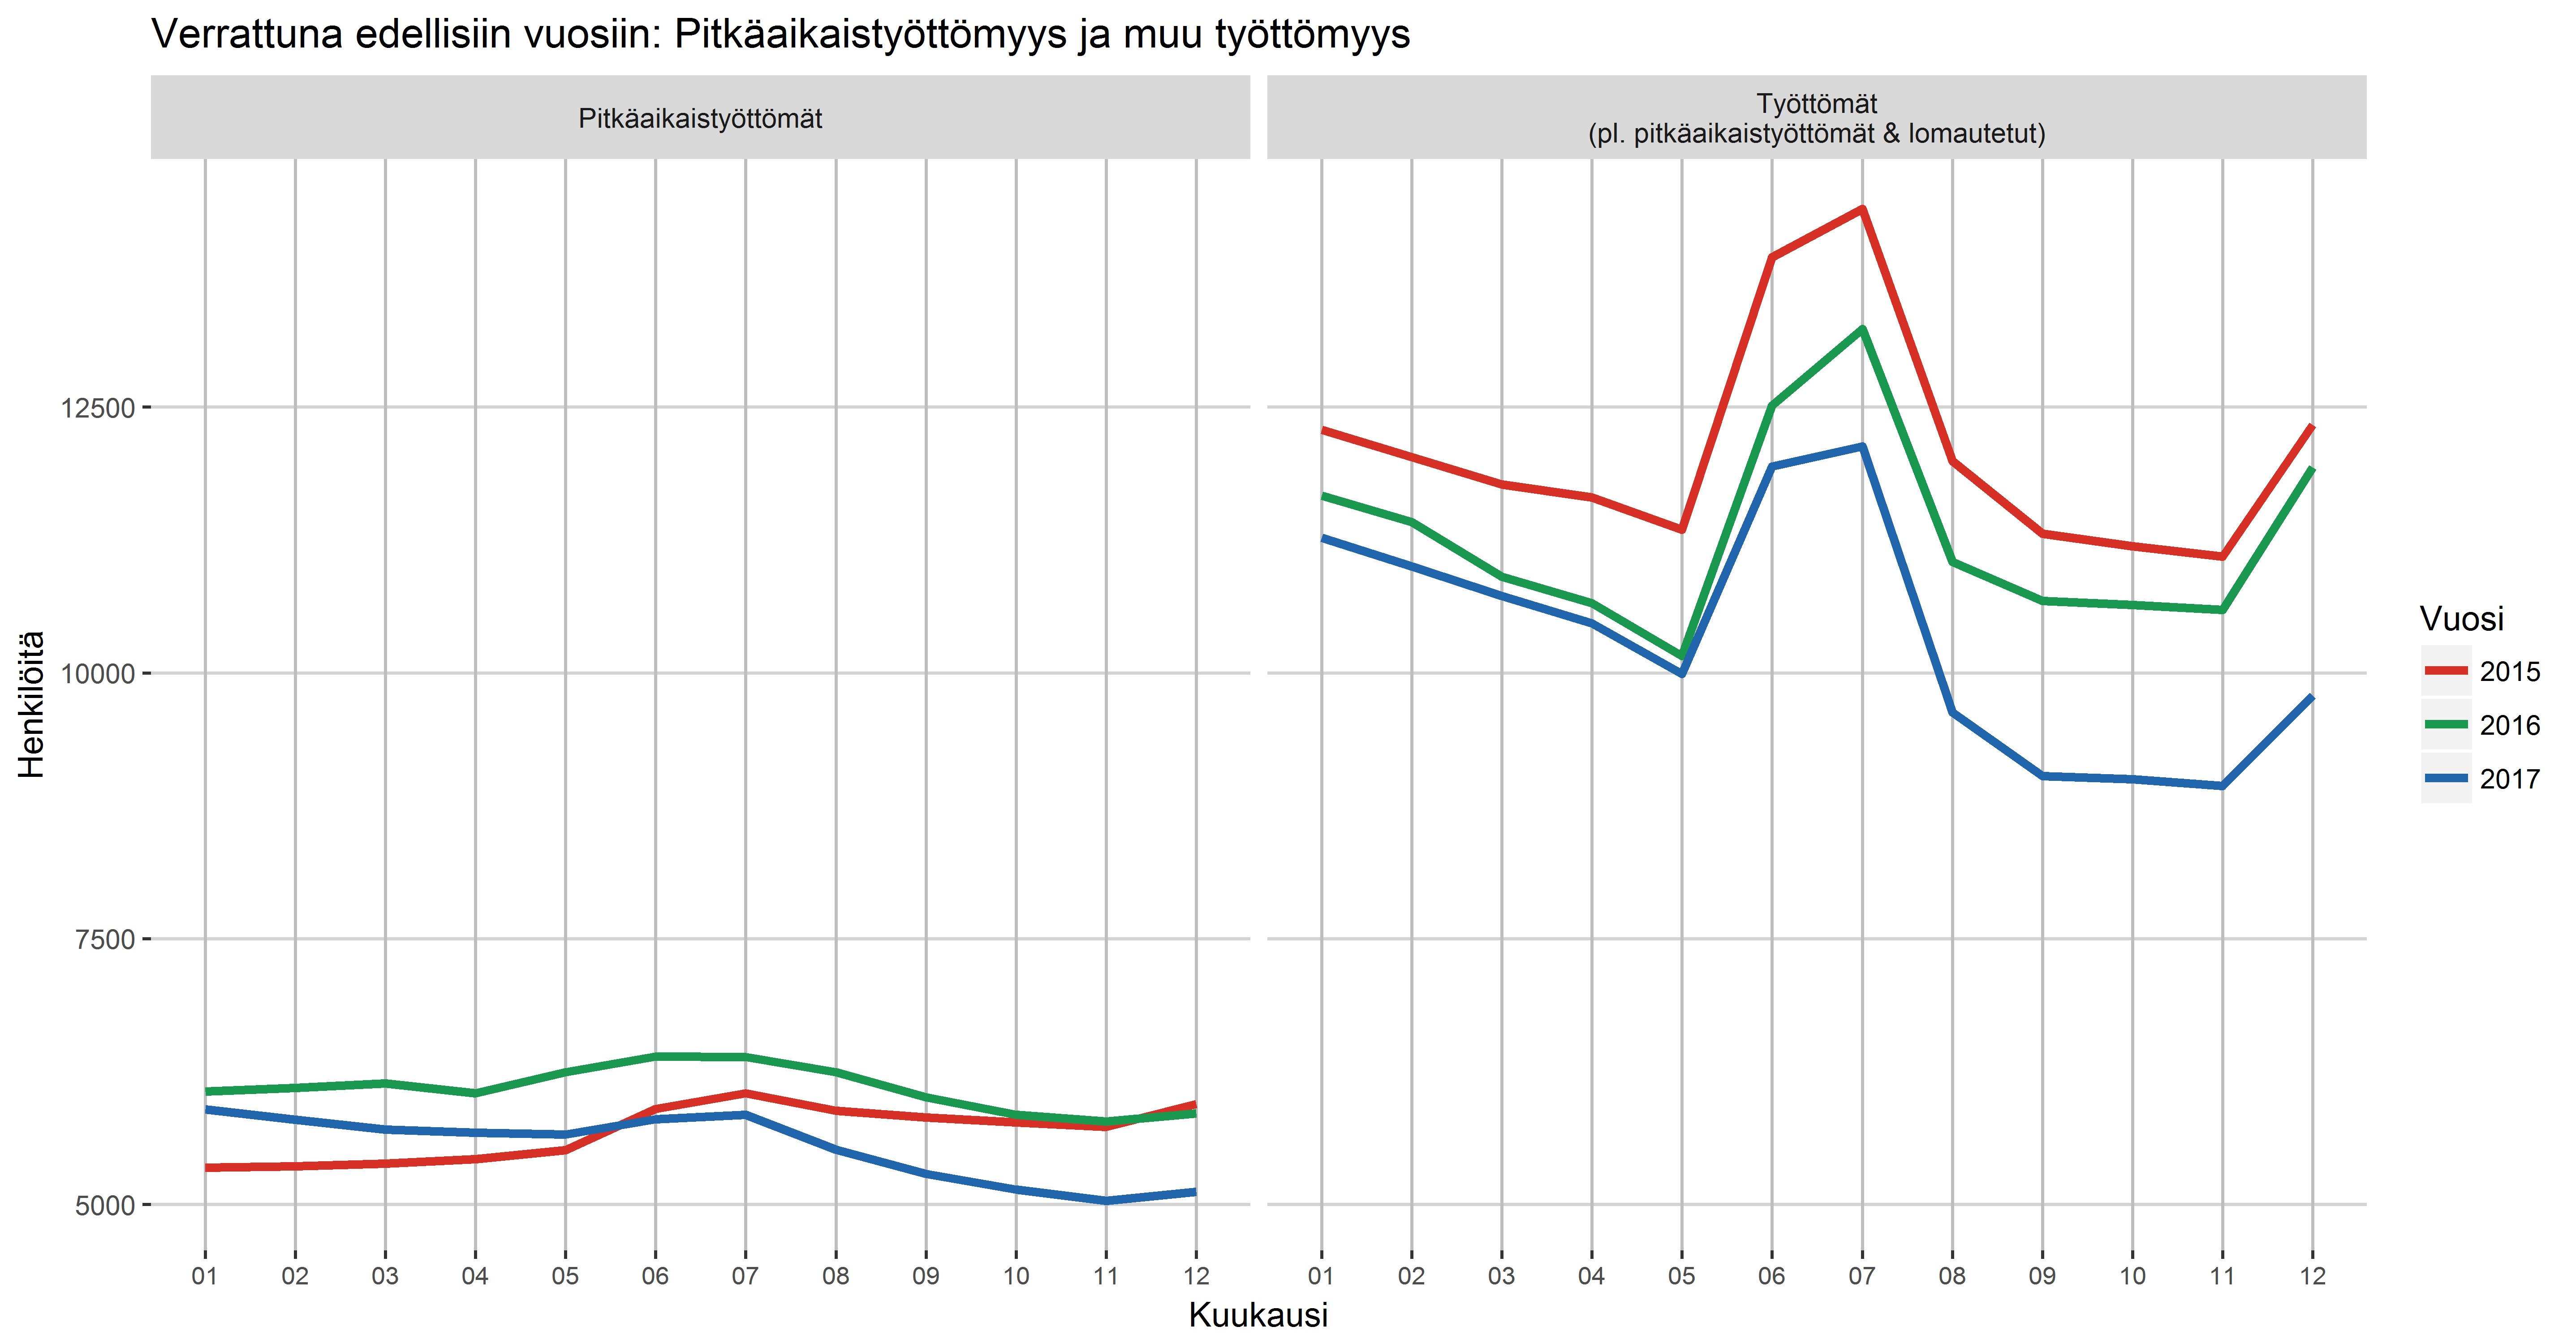 Verrattuna edellisiin vuosiin: Pitkäaikaistyöttömyys ja muu työttömyys
Pitkäaikaistyöttömät
Työttömät
(pl. pitkäaikaistyöttömät & lomautetut)
Henkilöitä
12500
10000
7500
5000
01 02 03 04 05 06 07 08 09 10 11 12
01 02 03 04 05 06 07 08 09 10 11 12
Kuukausi
Vuosi
2015
2016
2017